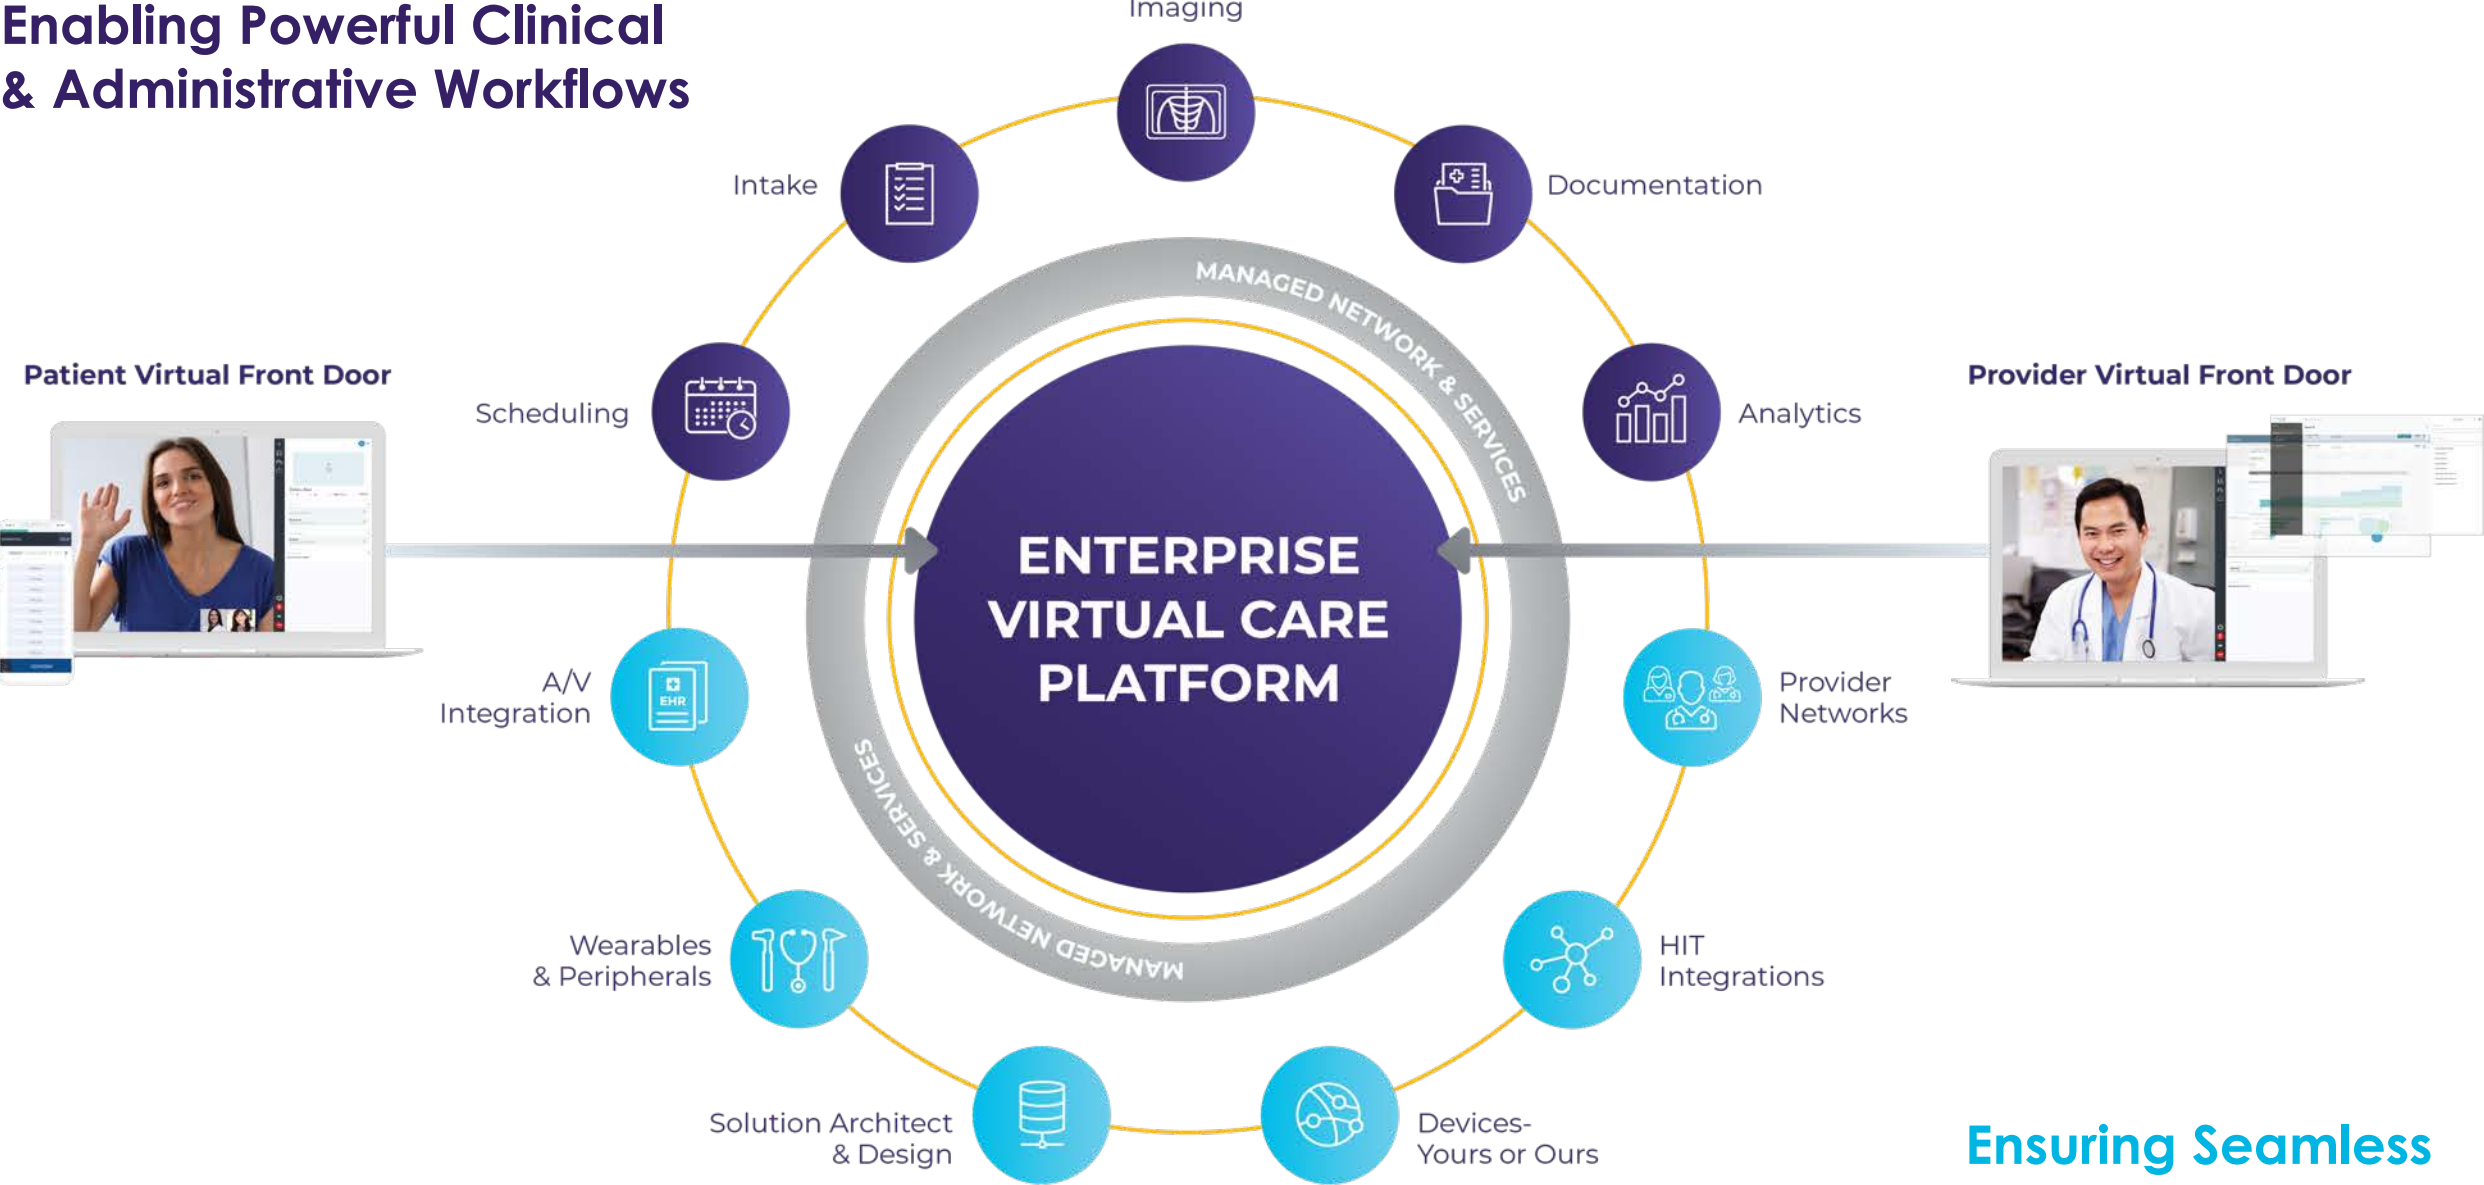 Enabling Powerful Clinical
& Administrative Workflows
Imaging
Intake
Documentation
MANAGED NETWORK & SERVICES
Patient Virtual Front Door
Provider Virtual Front Door
Scheduling
Analytics
ENTERPRISE
VIRTUAL CARE
PLATFORM
A/V
Integration
EHR
Provider
Networks
MANAGED NETWORK & SERVICES
Wearables
& Peripherals
HIT
Integrations
Solution Architect
& Design
Devices-
Yours or Ours
Ensuring Seamless